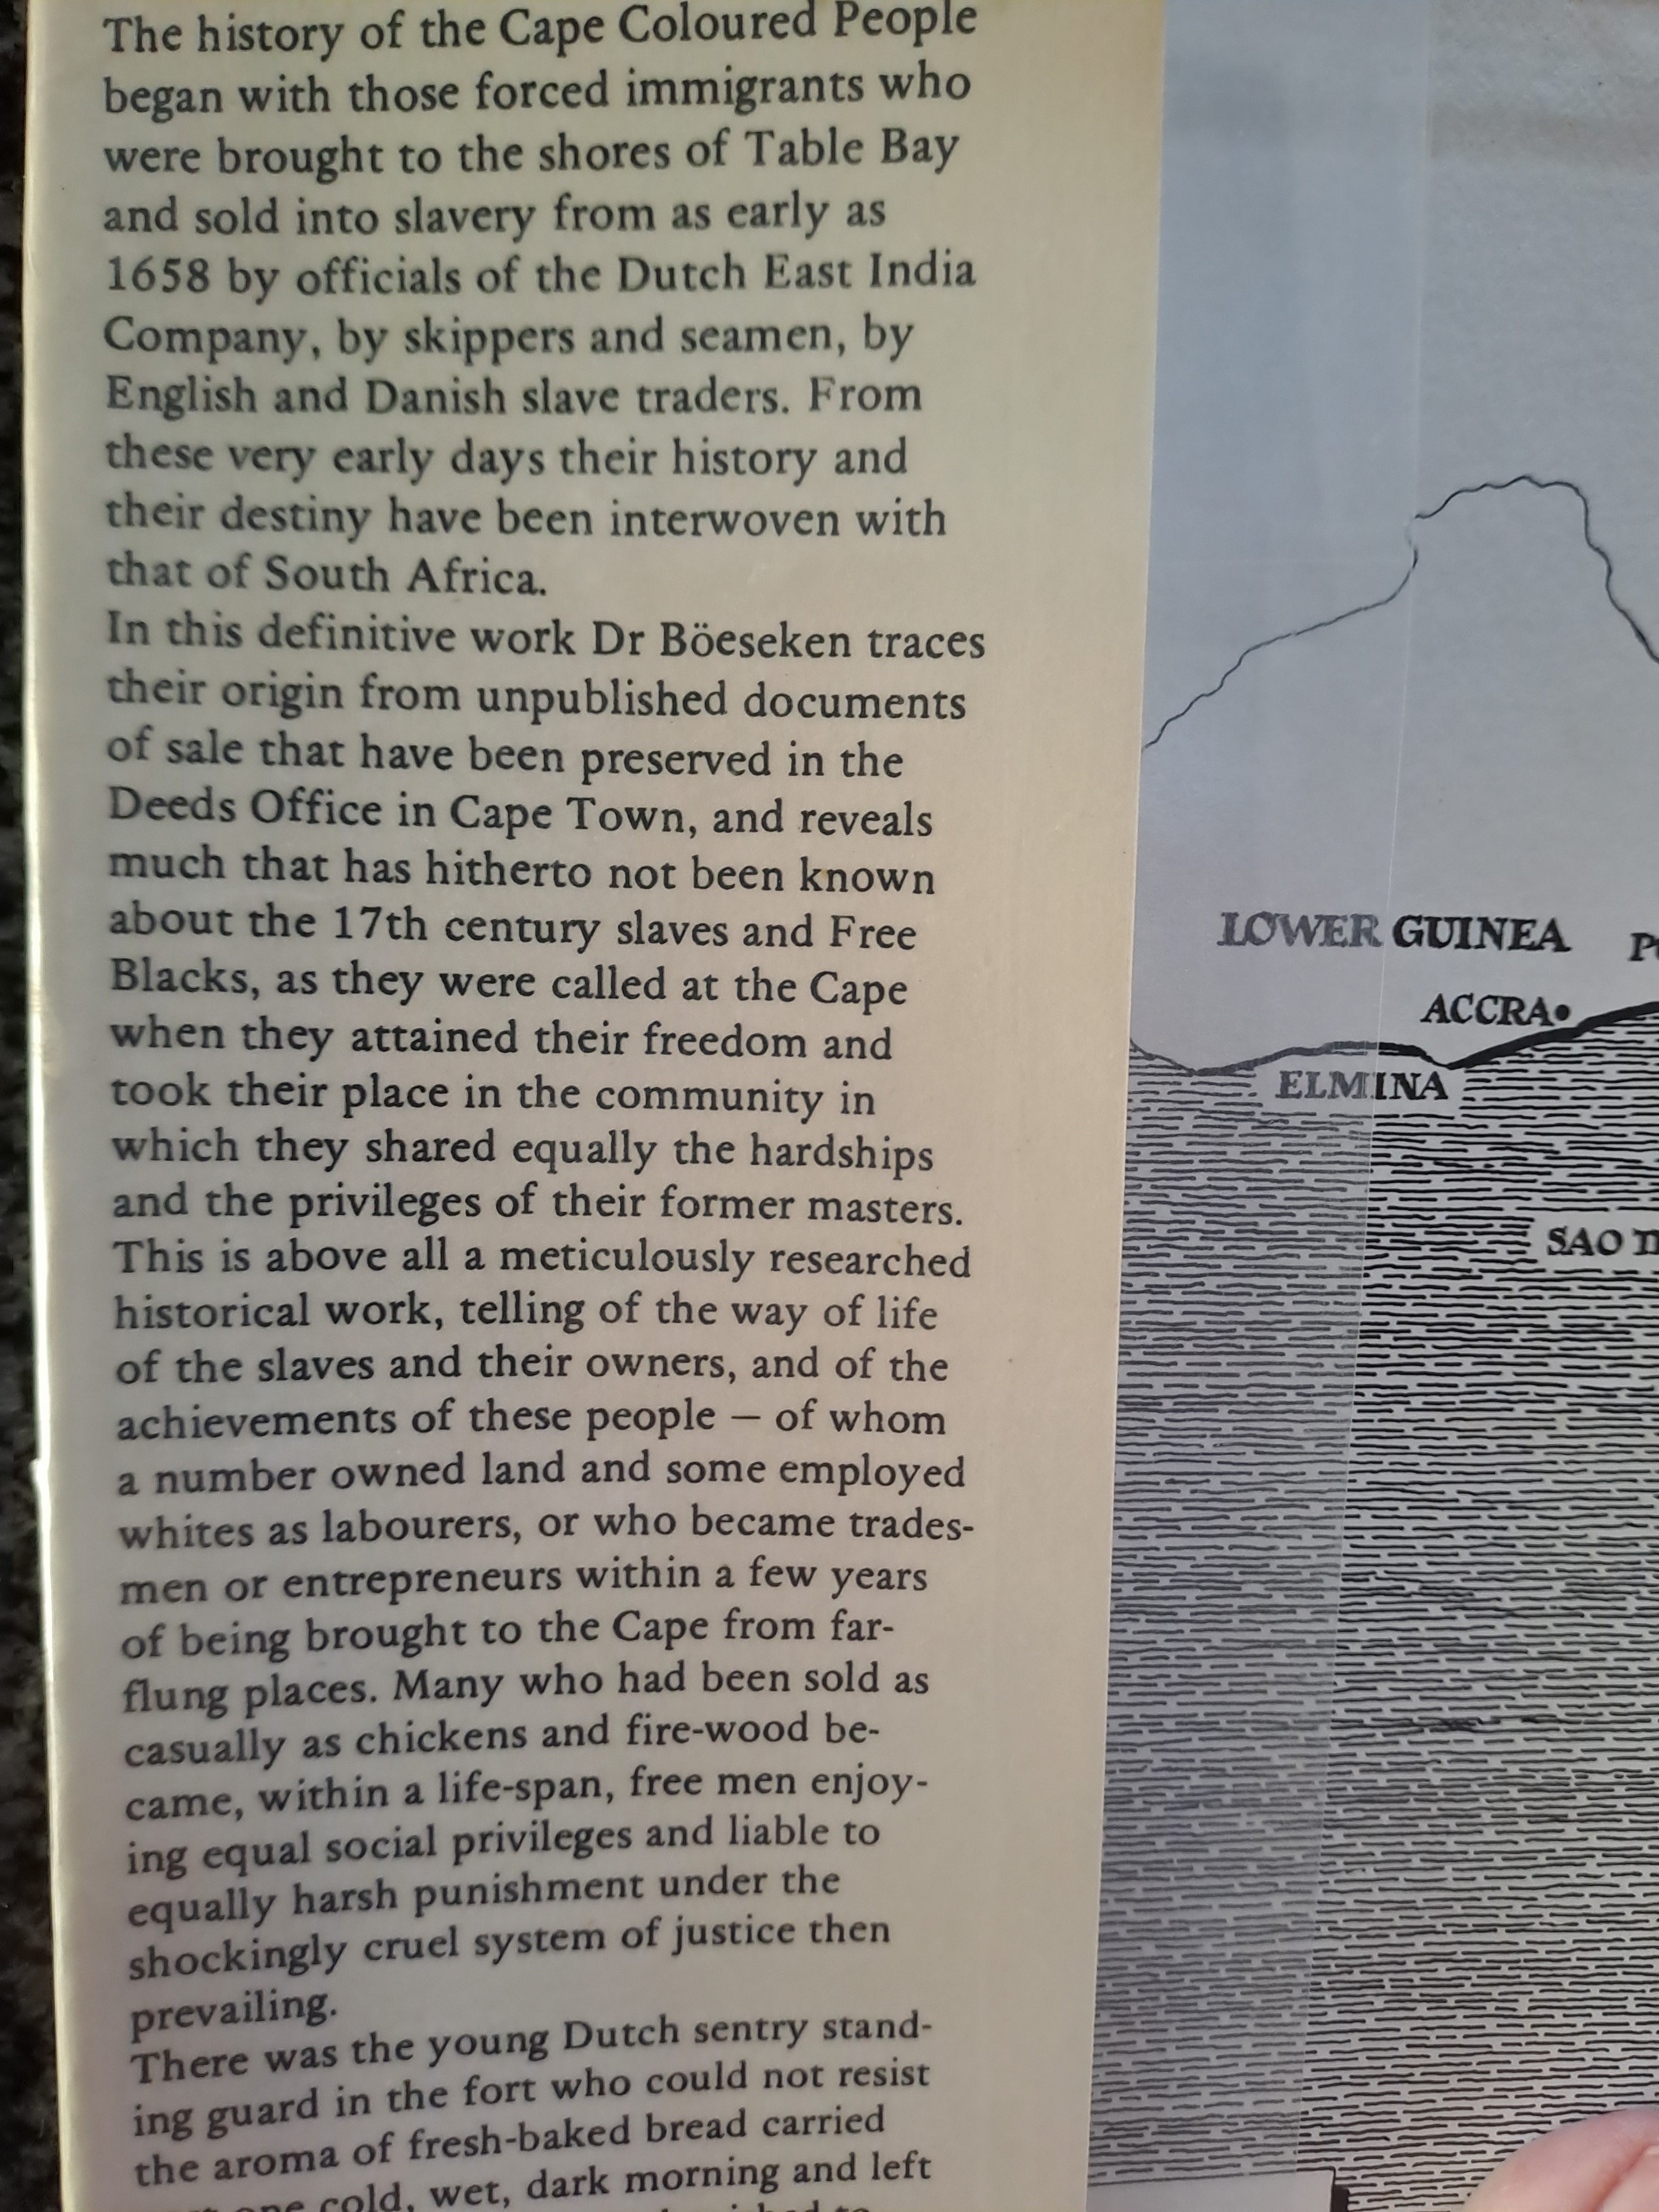 The history of the Cape Coloured People
began with those forced immigrants who
were brought to the shores of Table Bay
and sold into slavery from as early as
1658 by officials of the Dutch East India
Company, by skippers and seamen, by
English and Danish slave traders. From
these very early days their history and
their destiny have been interwoven with
that of South Africa.
In this definitive work Dr Böeseken traces
their origin from unpublished documents
of sale that have been preserved in the
Deeds Office in Cape Town, and reveals
much that has hitherto not been known
about the 17th century slaves and Free
Blacks, as they were called at the Cape
when they attained their freedom and
took their place in the community in
which they shared equally the hardships
and the privileges of their former masters.
This is above all a meticulously researched
historical work, telling of the way of life
of the slaves and their owners, and of the
achievements of these people — of whom
a number owned land and some employed
whites as labourers, or who became trades-
men or entrepreneurs within a few years
of being brought to the Cape from far-
flung places. Many who had been sold as
casually as chickens and fire-wood be-
came, within a life-span, free men enjoy-
ing equal social privileges and liable to
equally harsh punishment under the
shockingly cruel system of justice then
prevailing.
There was the young Dutch sentry stand-
ing guard in the fort who could not resist
the aroma of fresh-baked bread carried
one cold, wet, dark morning and left
LOWER GUINEA
ACCRA
ELMINA
SAO